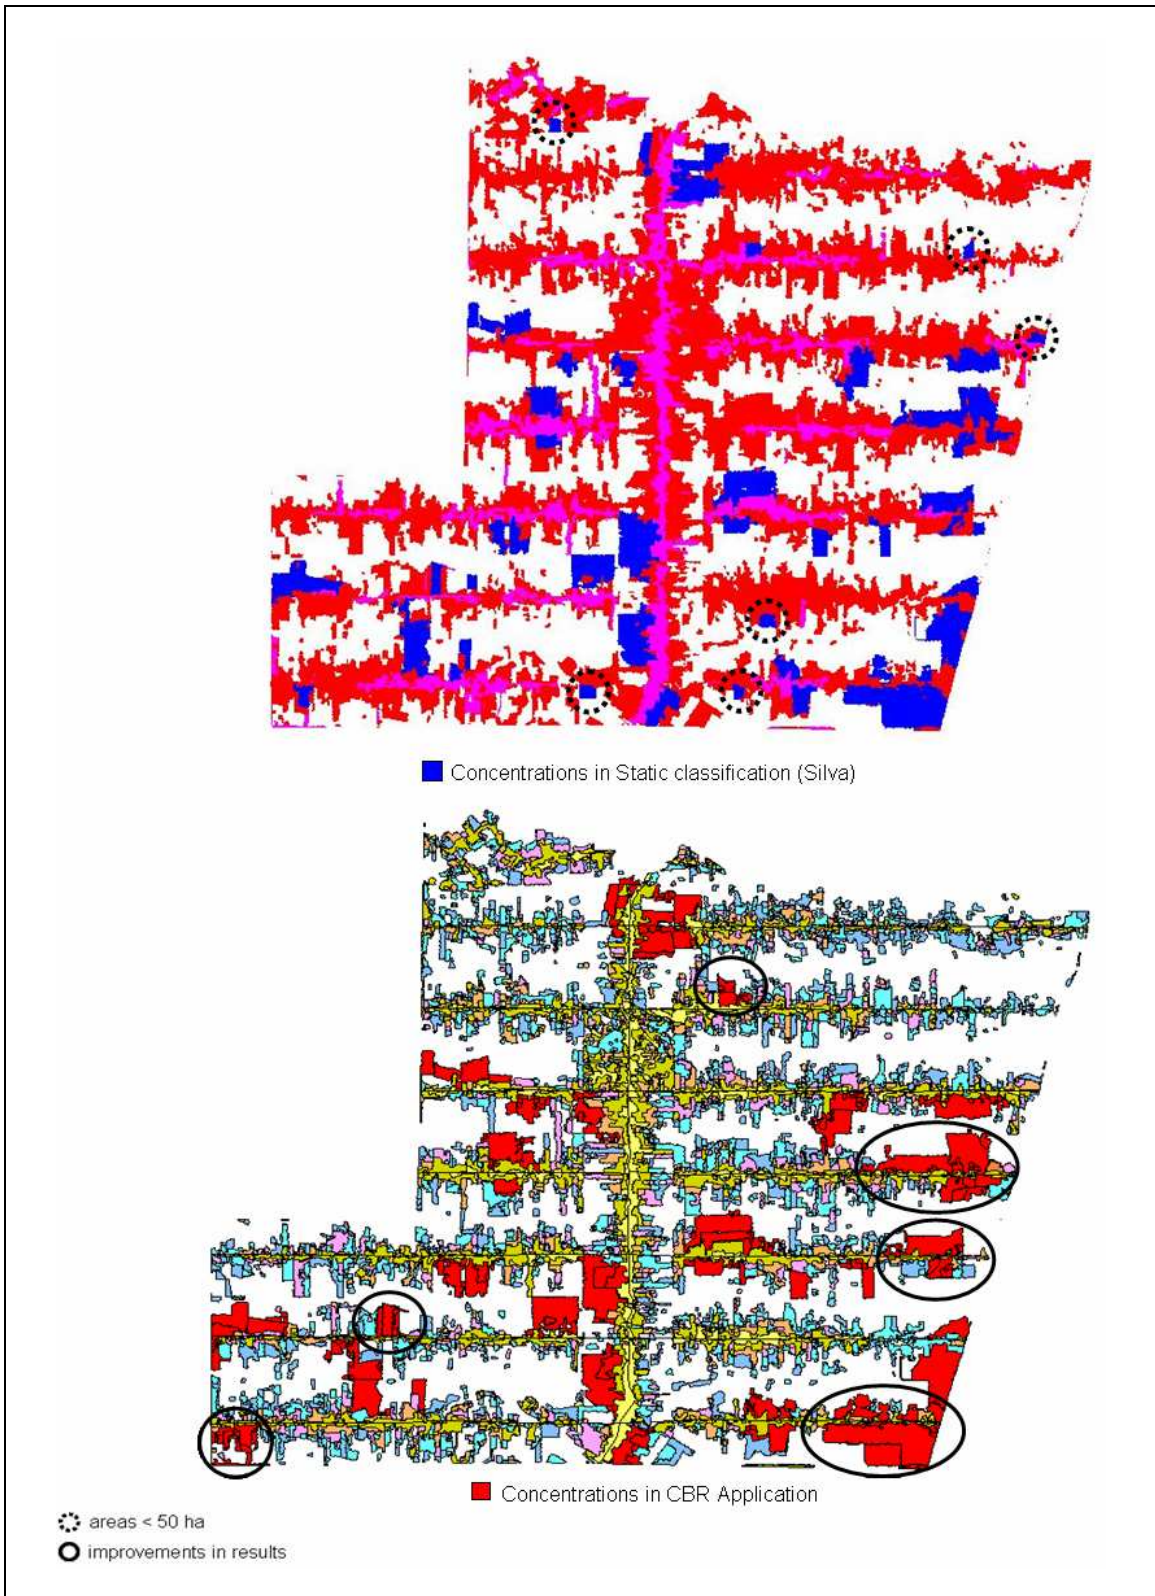 Concentrations in Static classification (Silva)
Concentrations in CBR Application
areas < 50 ha
improvements in results